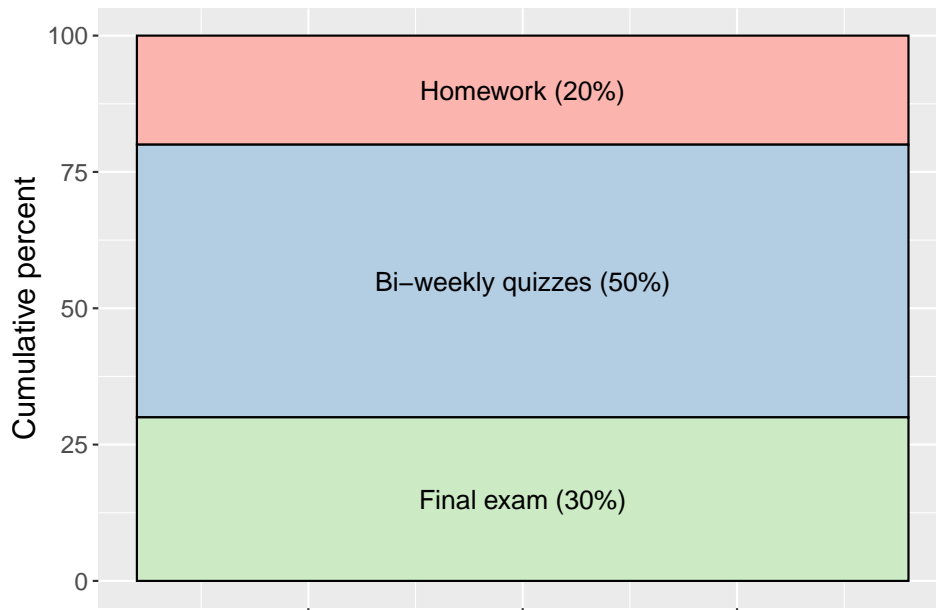 100
Homework (20%)
75
Bi−weekly quizzes (50%)
50
Cumulative percent
25
Final exam (30%)
0